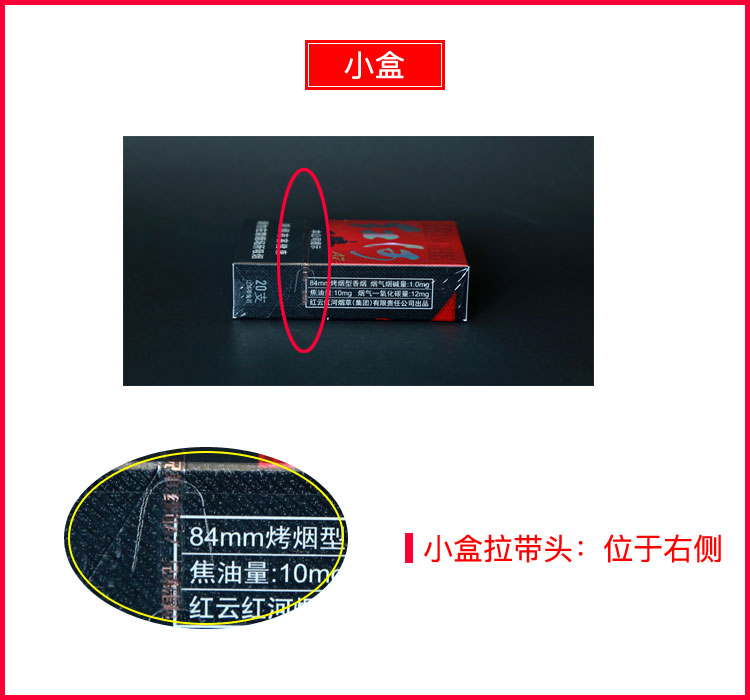 小盒
20支
84mm烤烟型香烟 烟气烟碱量:1.0mg
焦油量:10mg 烟气一氧化碳量:12mg
红云红河烟草(集团)有限责任公司出品
84mm烤烟型
焦油量:10mg
红云红河烟
小盒拉带头：位于右侧